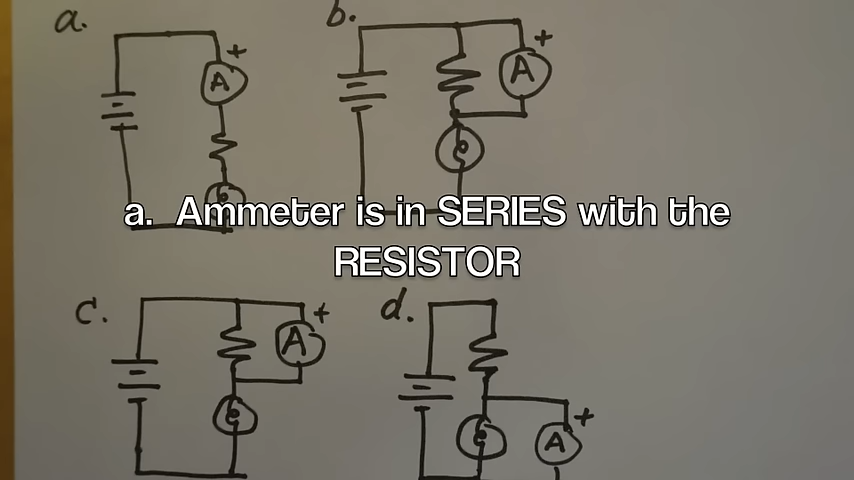 a.
b.
+
+
A
A
a. Ammeter is in SERIES with the
RESISTOR
c.
d.
+
A
+
A